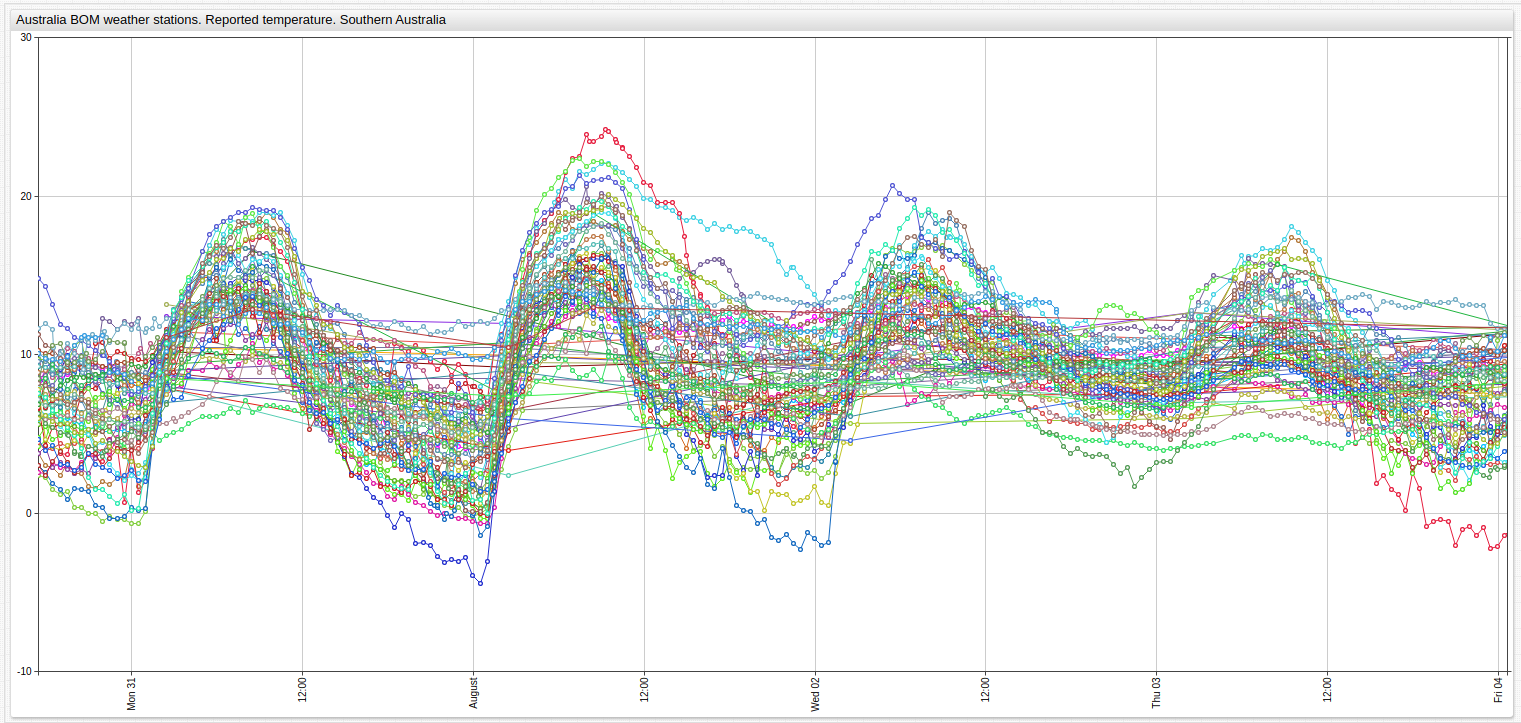 Australia BOM weather stations. Reported temperature. Southern Australia
30
20
10
0
-10
Mon 31
12:00
August
12:00
Wed 02
12:00
Thu 03
12:00
Fri 04